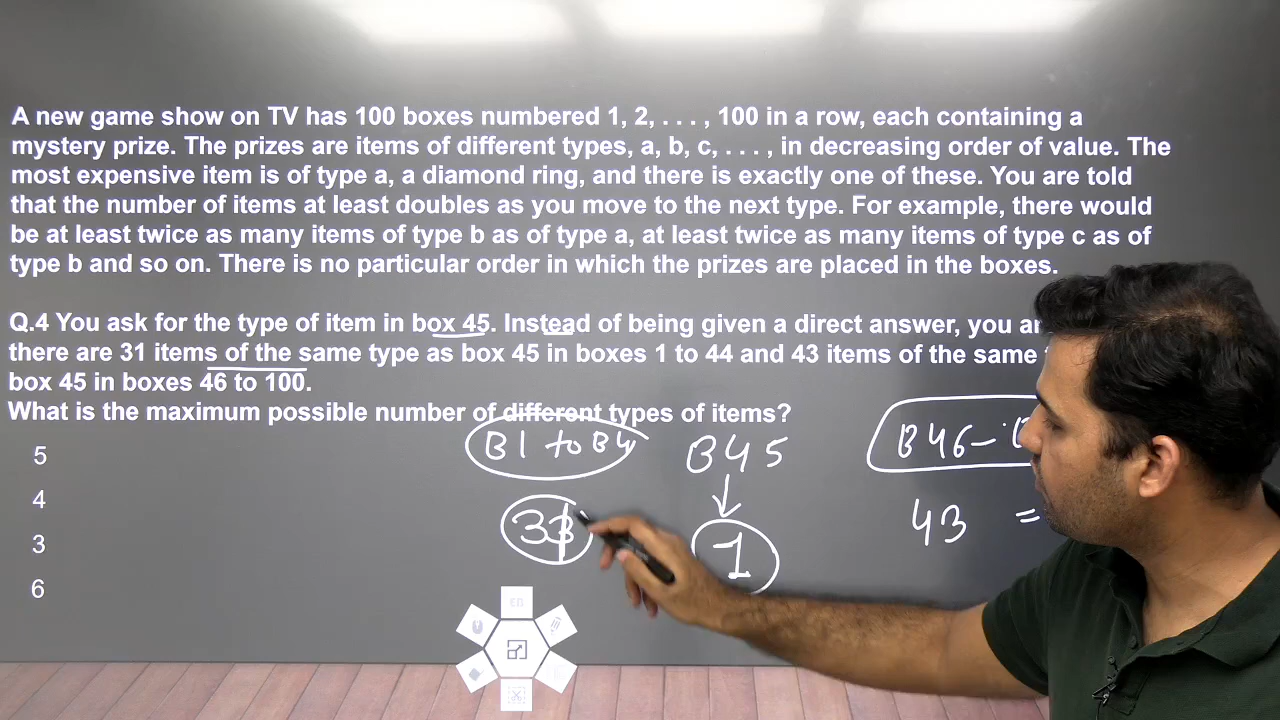 A new game show on TV has 100 boxes numbered 1, 2, . . . , 100 in a row, each containing a
mystery prize. The prizes are items of different types, a, b, c, . . . , in decreasing order of value. The
most expensive item is of type a, a diamond ring, and there is exactly one of these. You are told
that the number of items at least doubles as you move to the next type. For example, there would
be at least twice as many items of type b as of type a, at least twice as many items of type c as of
type b and so on. There is no particular order in which the prizes are placed in the boxes.
Q.4 You ask for the type of item in box 45. Instead of being given a direct answer, you
there are 31 items of the same type as box 45 in boxes 1 to 44 and 43 items of the same
box 45 in boxes 46 to 100.
What is the maximum possible number of different types of items?
5
4
3
6
B1 to B4
B45
B46-
1
43 =